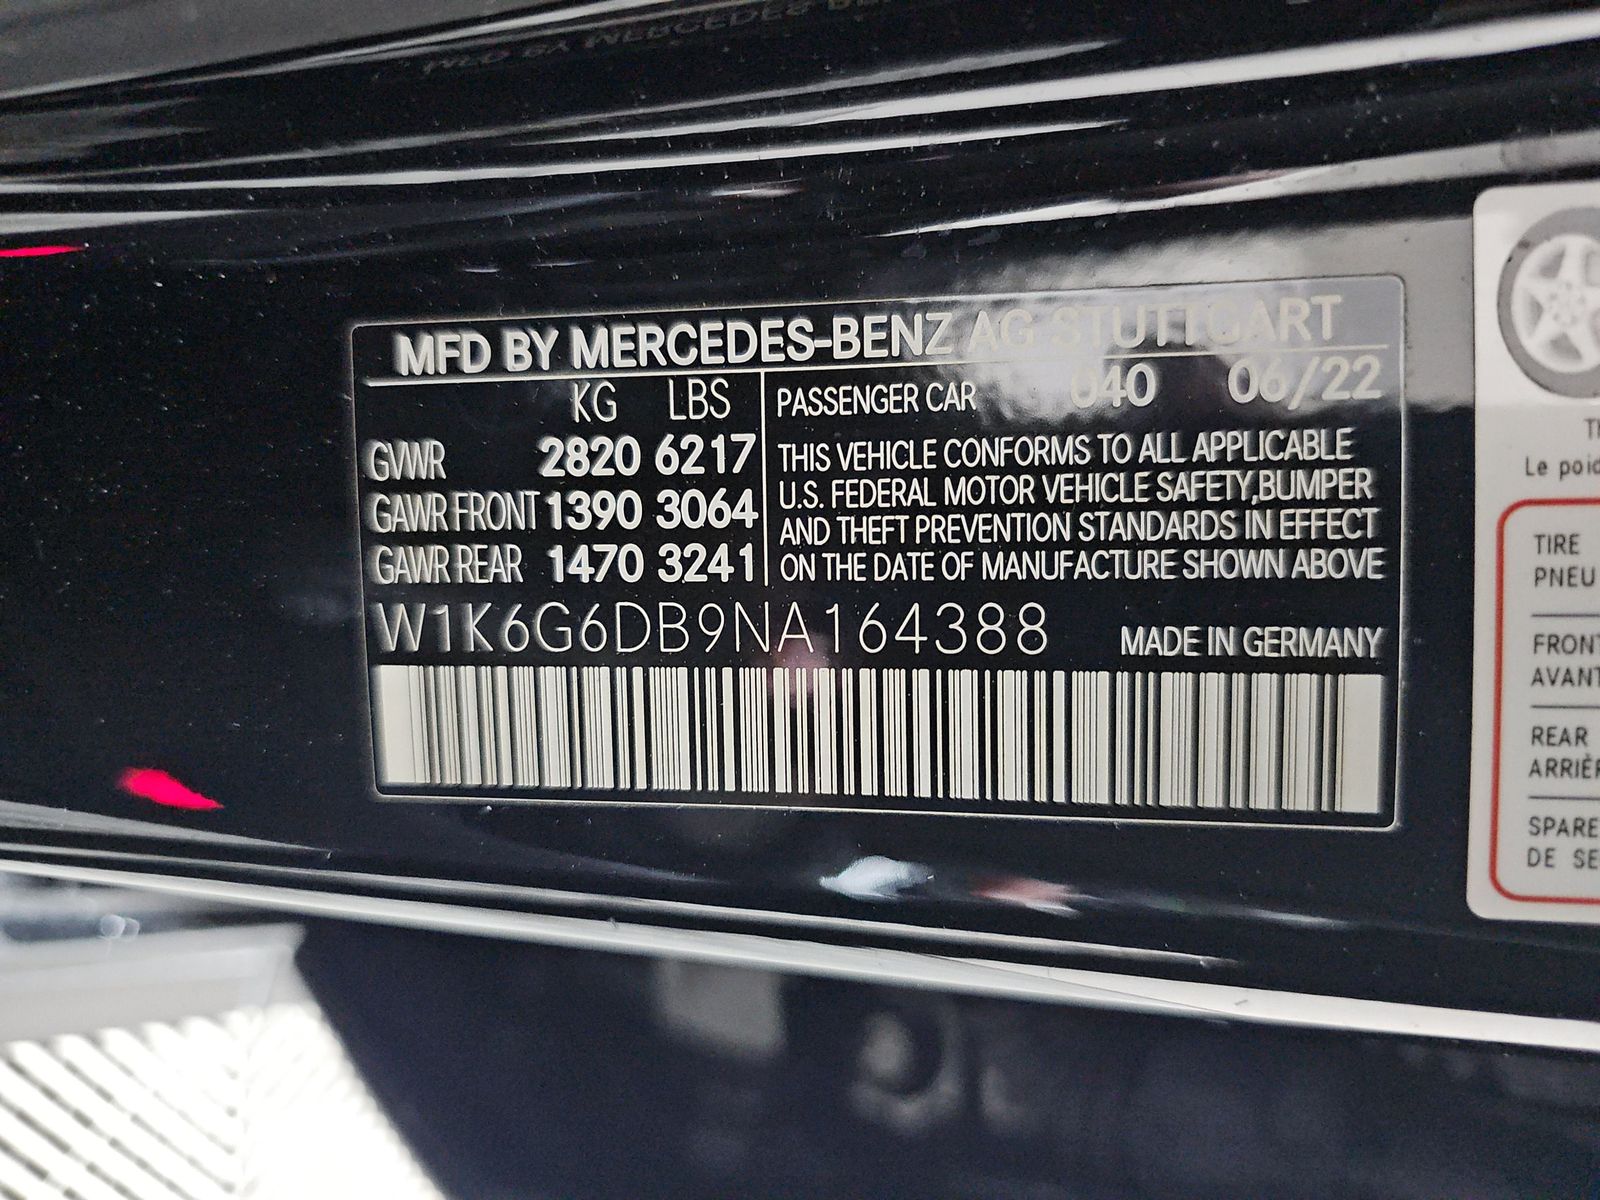 MFD BY MERCEDES-BENZ AG STUTTGART
KG LBS
GVWR 2820 6217
GAWR FRONT 1390 3064
GAWR REAR 1470 3241
PASSENGER CAR 040 06/22
THIS VEHICLE CONFORMS TO ALL APPLICABLE
U.S. FEDERAL MOTOR VEHICLE SAFETY,BUMPER
AND THEFT PREVENTION STANDARDS IN EFFECT
ON THE DATE OF MANUFACTURE SHOWN ABOVE
W1K6G6DB9NA164388
MADE IN GERMANY
Le
TIRE
PNEU
FRONT
AVANT
REAR
SPARE
DE